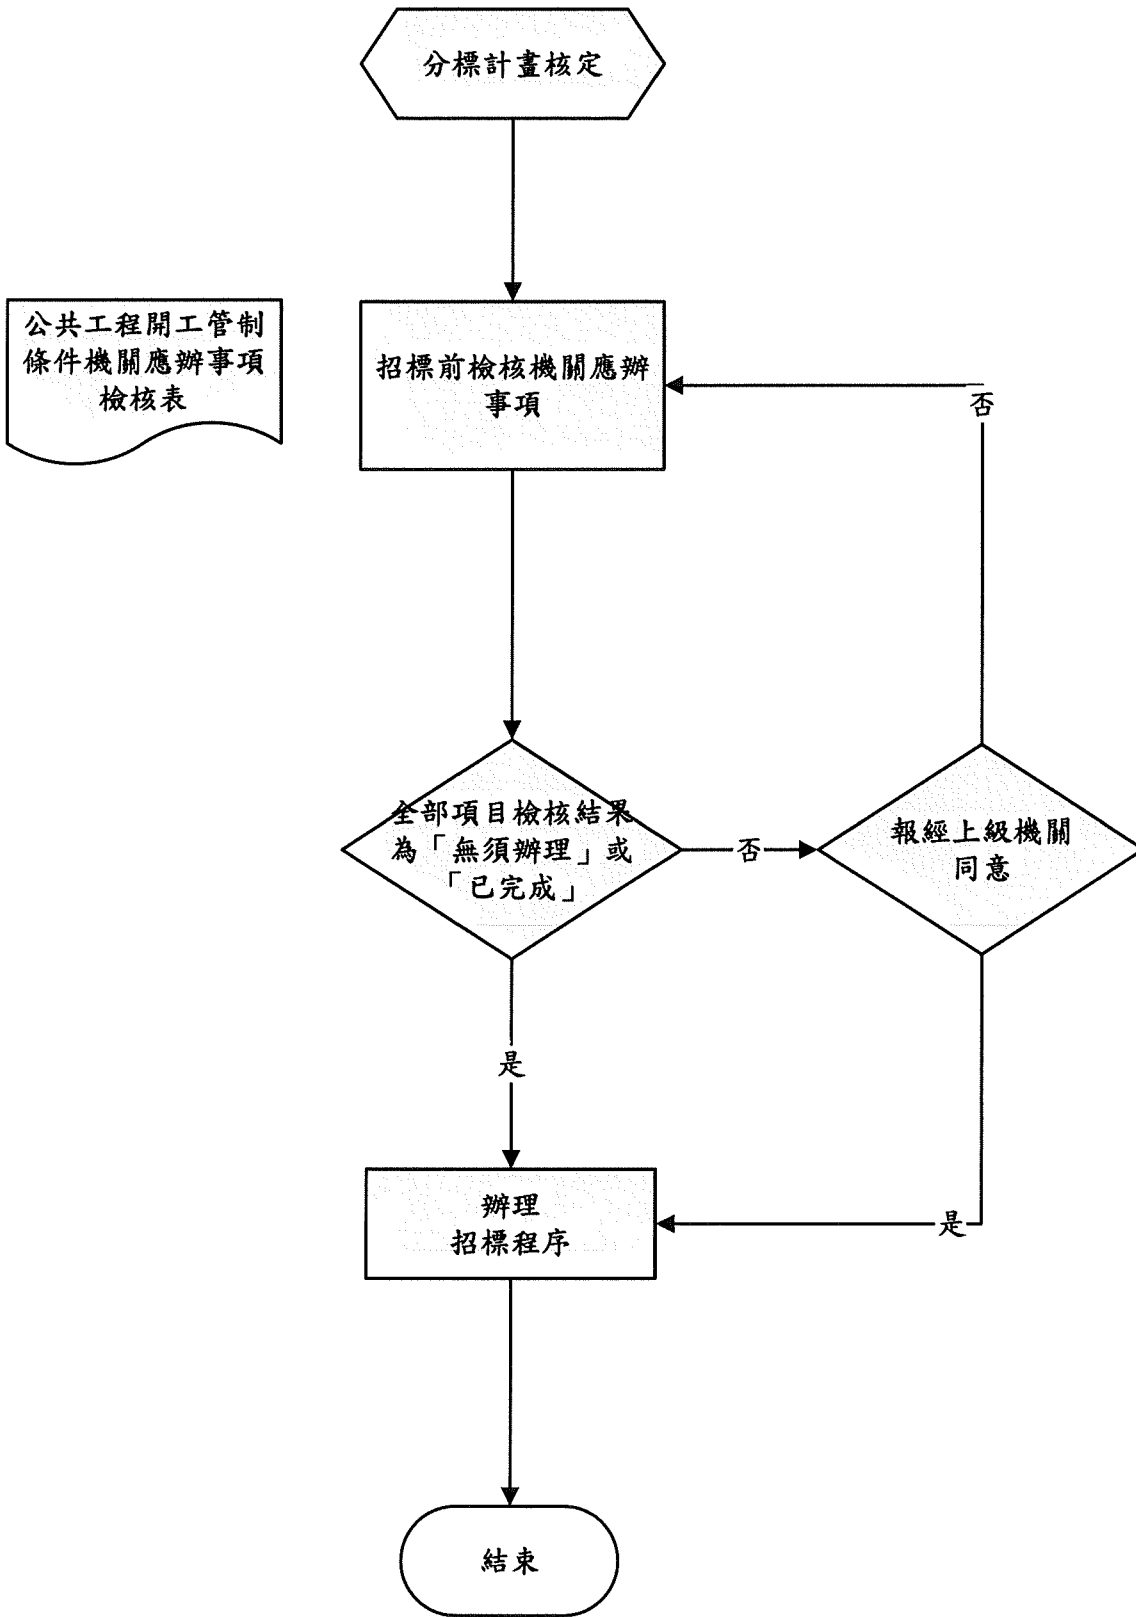 分標計畫核定
公共工程開工管制
條件機關應辦事項
檢核表
招標前檢核機關應辦
事項
否
全部項目檢核結果
為「無須辦理」或
「已完成」
否
報經上級機關
同意
是
辦理
招標程序
是
結束